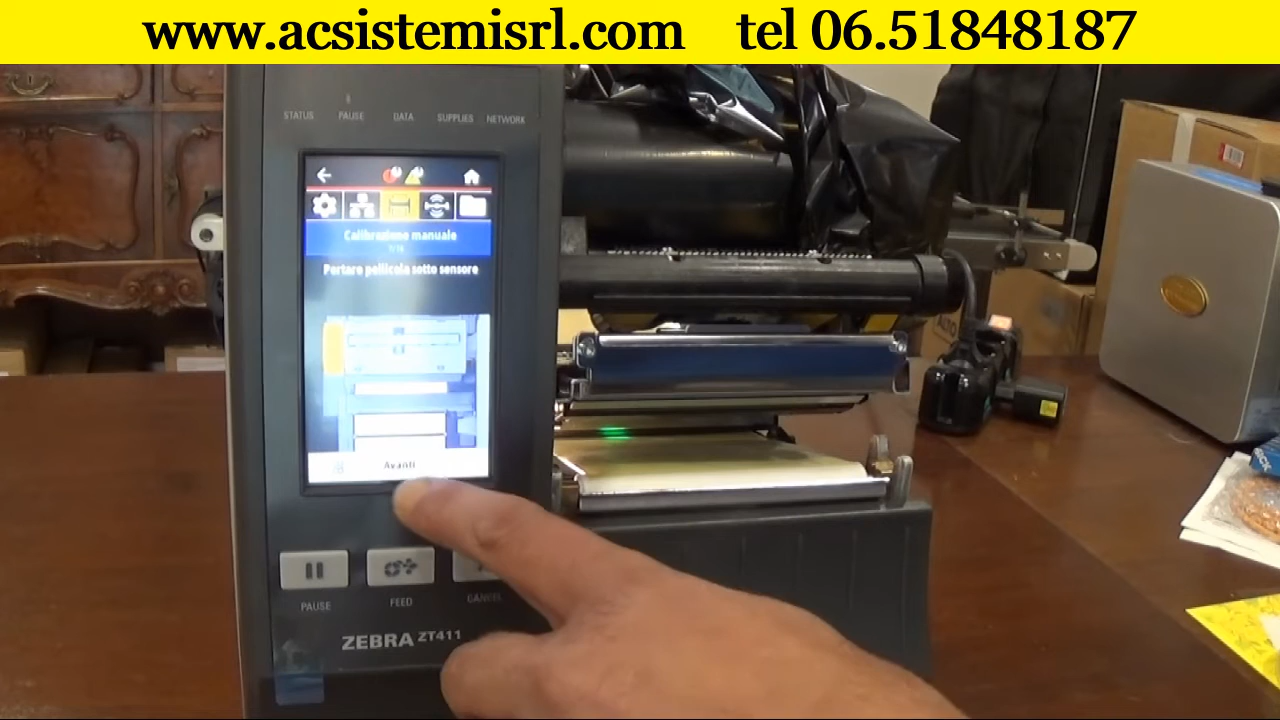 www.acsistemisrl.com tel 06.51848187
STATUS PAUSE DATA SUPPLIES NETWORK
Calibrazione manuale
Portare pellicola sotto sensore
Avanti
PAUSE FEED CANCEL
ZEBRA ZT411